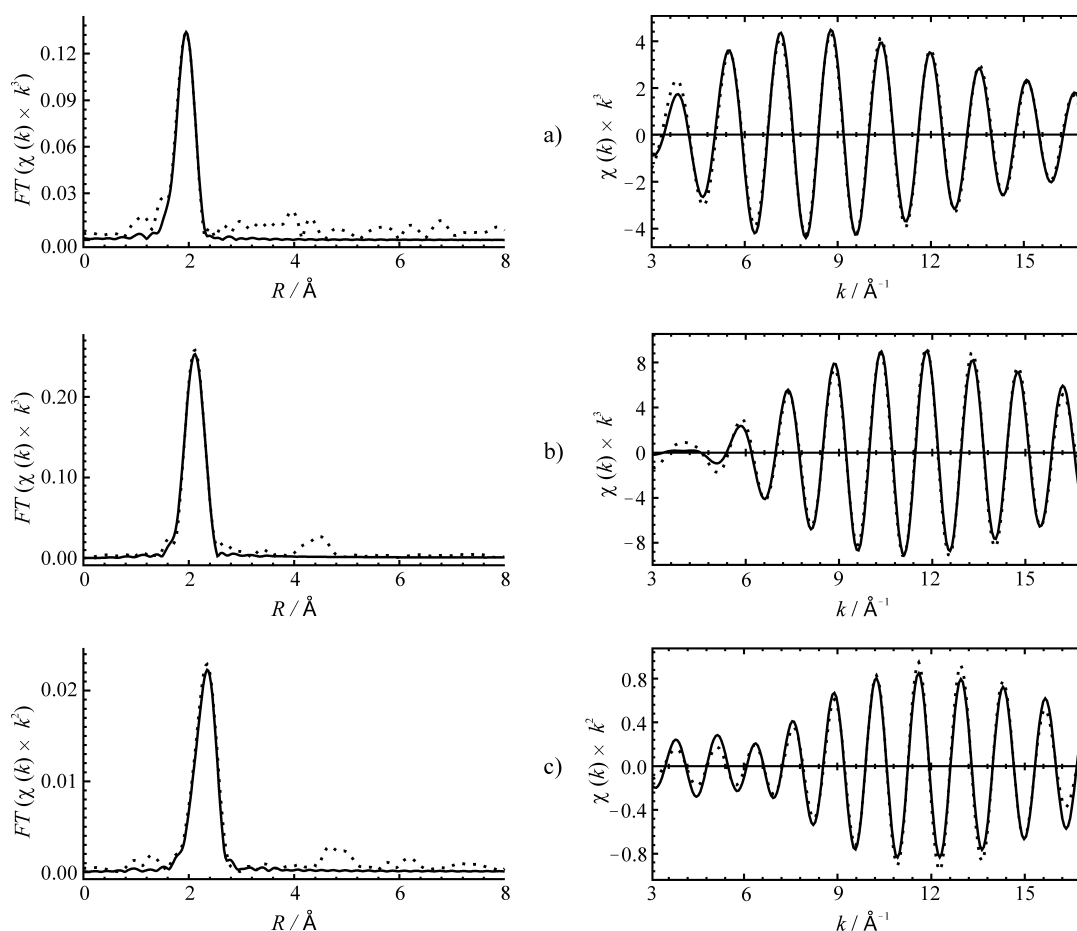 FT (χ (k) × k³)
0.12
0.09
0.06
0.03
0.00
0 2 4 6 8
R / Å
a)
χ (k) × k³
4
2
0
−2
−4
3 6 9 12 15
k / Å⁻¹
FT (χ (k) × k³)
0.20
0.10
0.00
0 2 4 6 8
R / Å
b)
χ (k) × k³
8
4
0
−4
−8
3 6 9 12 15
k / Å⁻¹
FT (χ (k) × k²)
0.02
0.01
0.00
0 2 4 6 8
R / Å
c)
χ (k) × k²
0.8
0.4
0.0
−0.4
−0.8
3 6 9 12 15
k / Å⁻¹